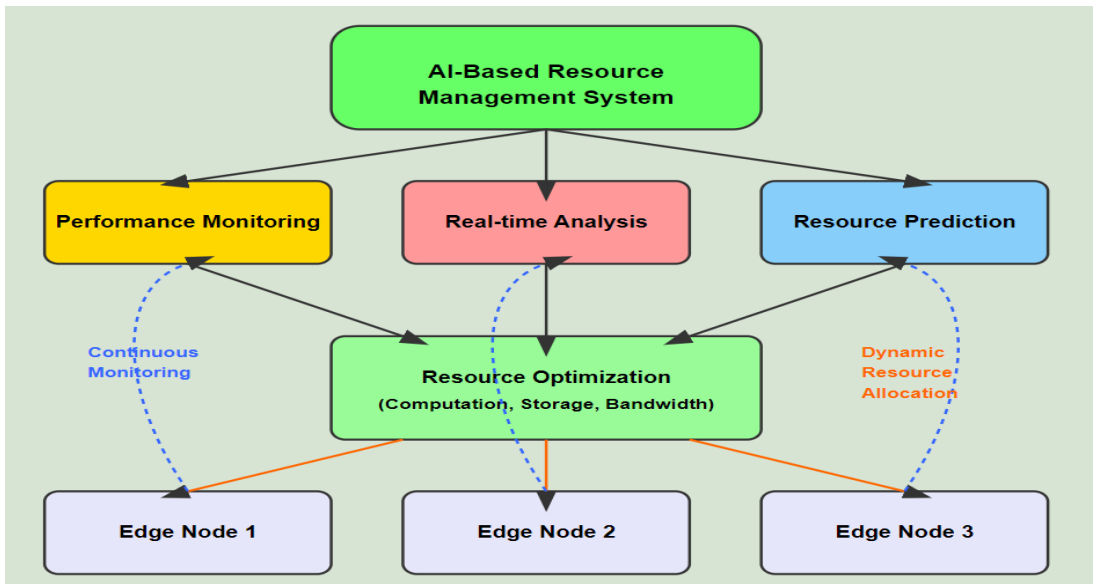 AI-Based Resource
Management System
Performance Monitoring
Real-time Analysis
Resource Prediction
Continuous
Monitoring
Resource Optimization
(Computation, Storage, Bandwidth)
Dynamic
Resource
Allocation
Edge Node 1
Edge Node 2
Edge Node 3